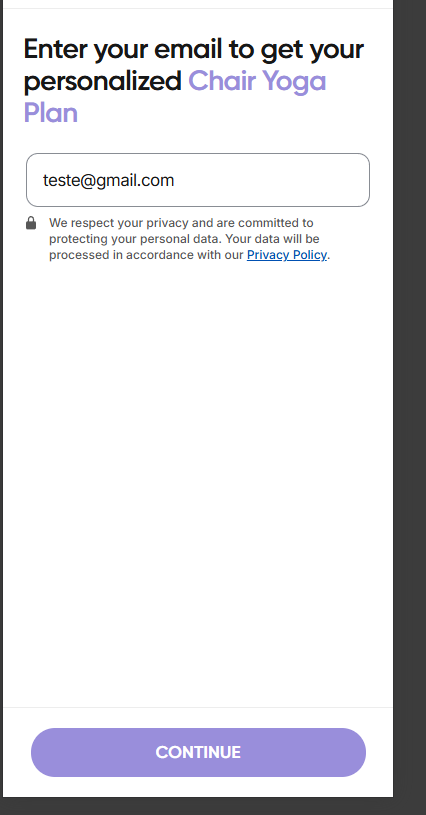 Enter your email to get your
personalized Chair Yoga
Plan
teste@gmail.com
We respect your privacy and are committed to
protecting your personal data. Your data will be
processed in accordance with our Privacy Policy.
CONTINUE